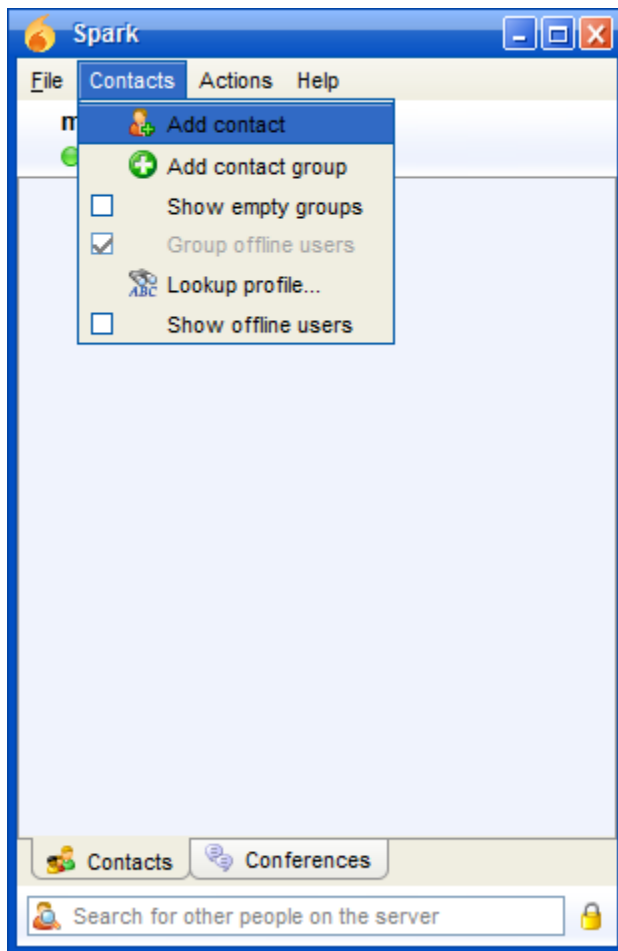 Spark
File Contacts Actions Help
Add contact
Add contact group
Show empty groups
Group offline users
ABC Lookup profile...
Show offline users
Contacts Conferences
Search for other people on the server